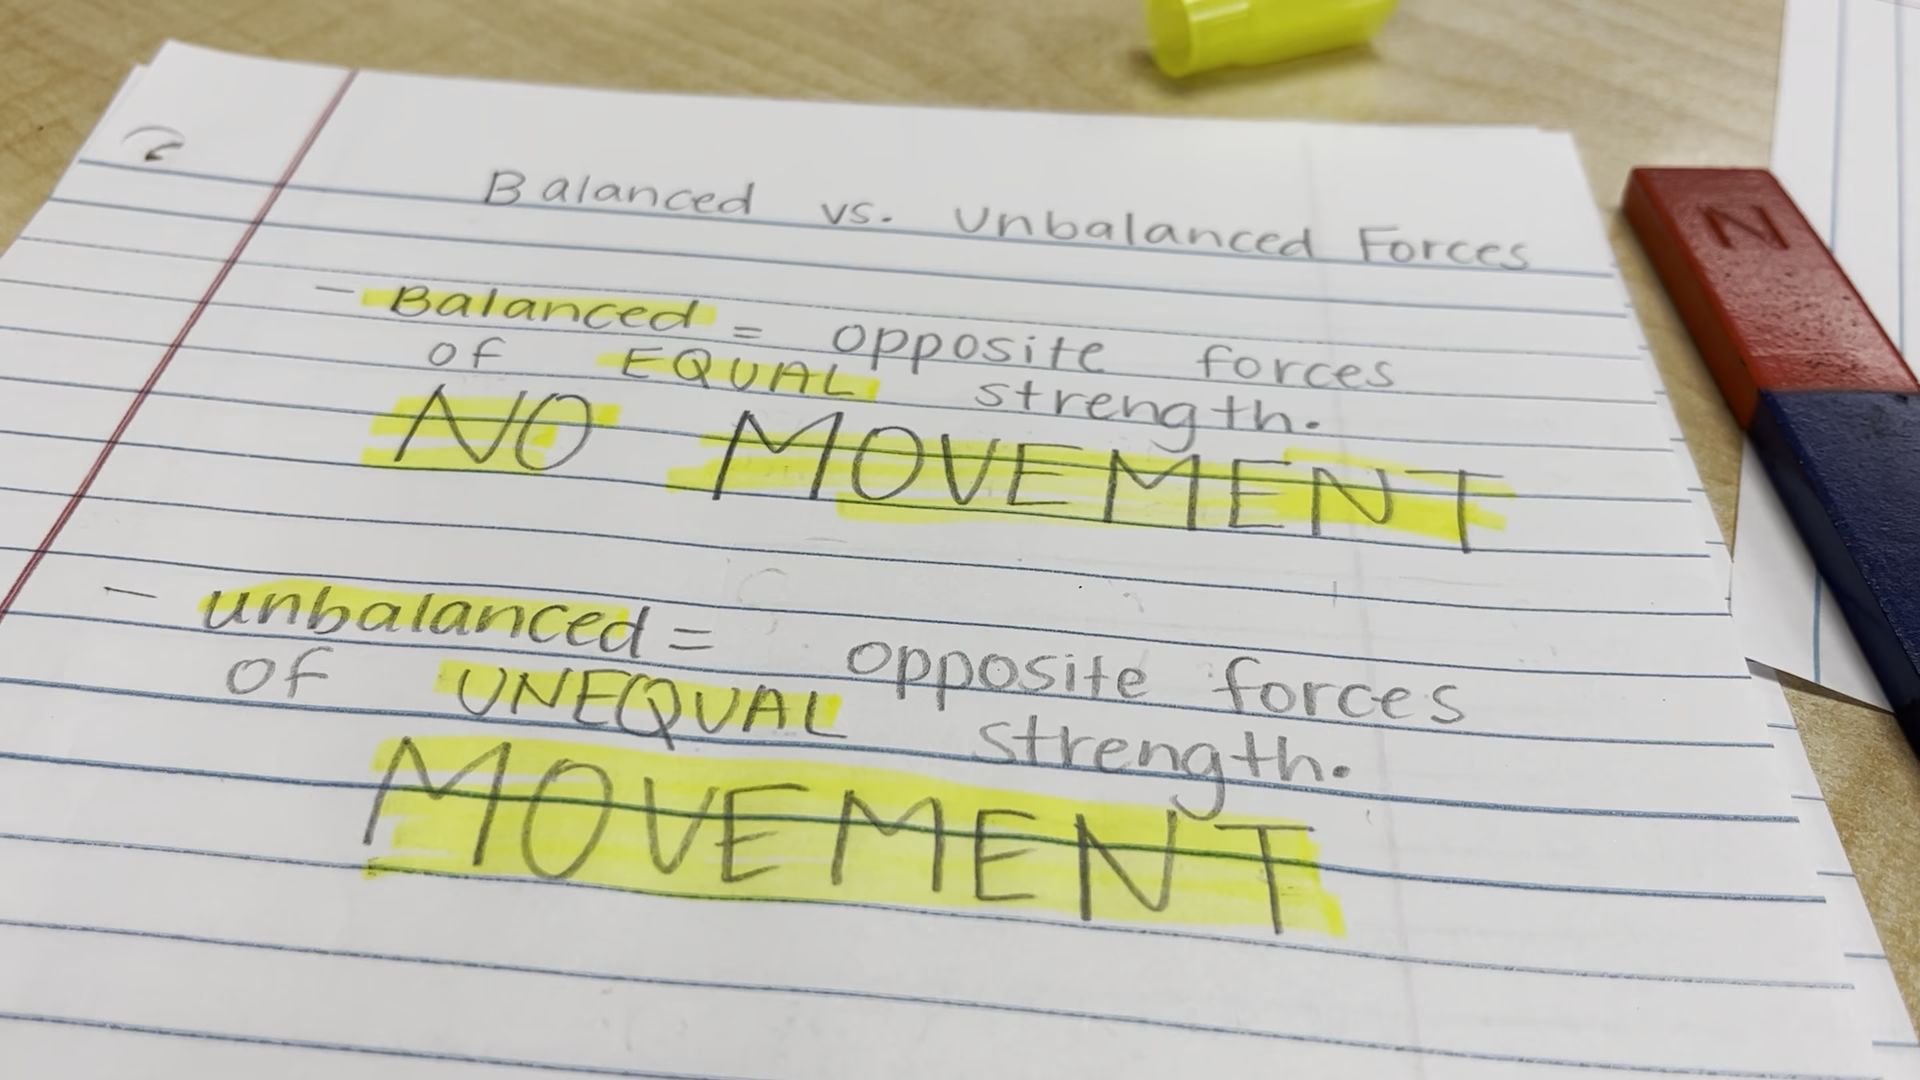 Balanced vs. Unbalanced Forces
- Balanced = opposite forces
of EQUAL strength.
NO MOVEMENT
- unbalanced = opposite forces
of UNEQUAL strength.
MOVEMENT
N